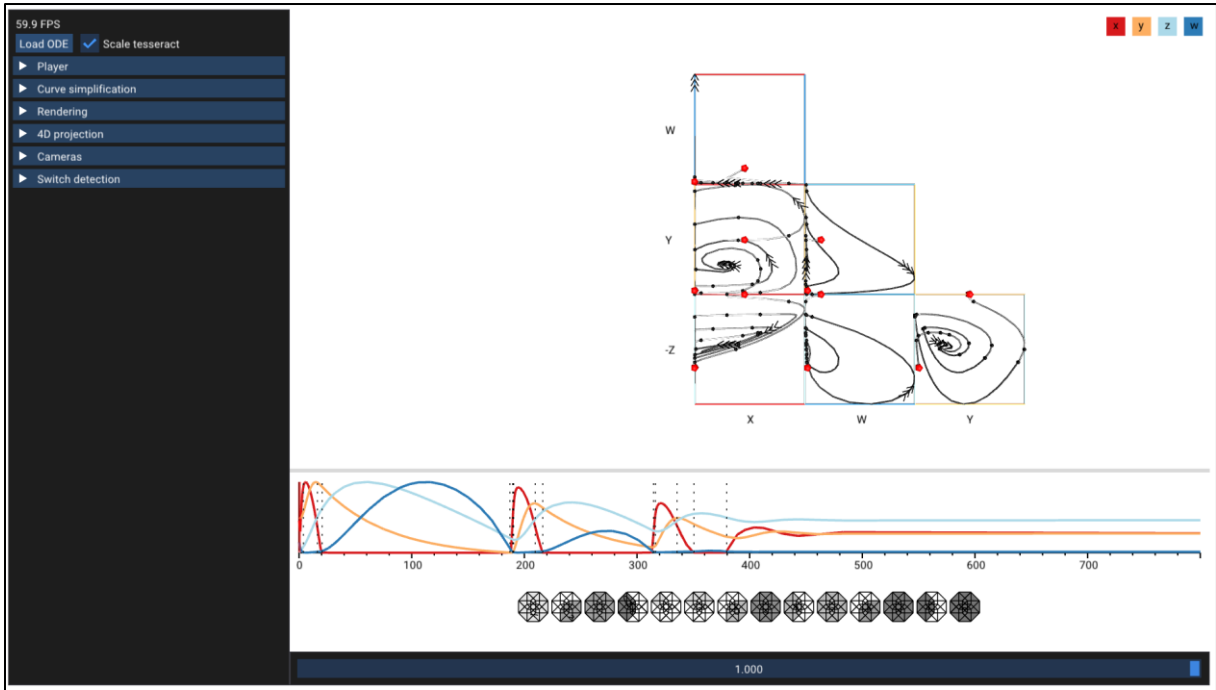 59.9 FPS
Load ODE Scale tesseract
Player
Curve simplification
Rendering
4D projection
Cameras
Switch detection
x y z w
W
Y
-Z
X W Y
0 100 200 300 400 500 600 700
1.000